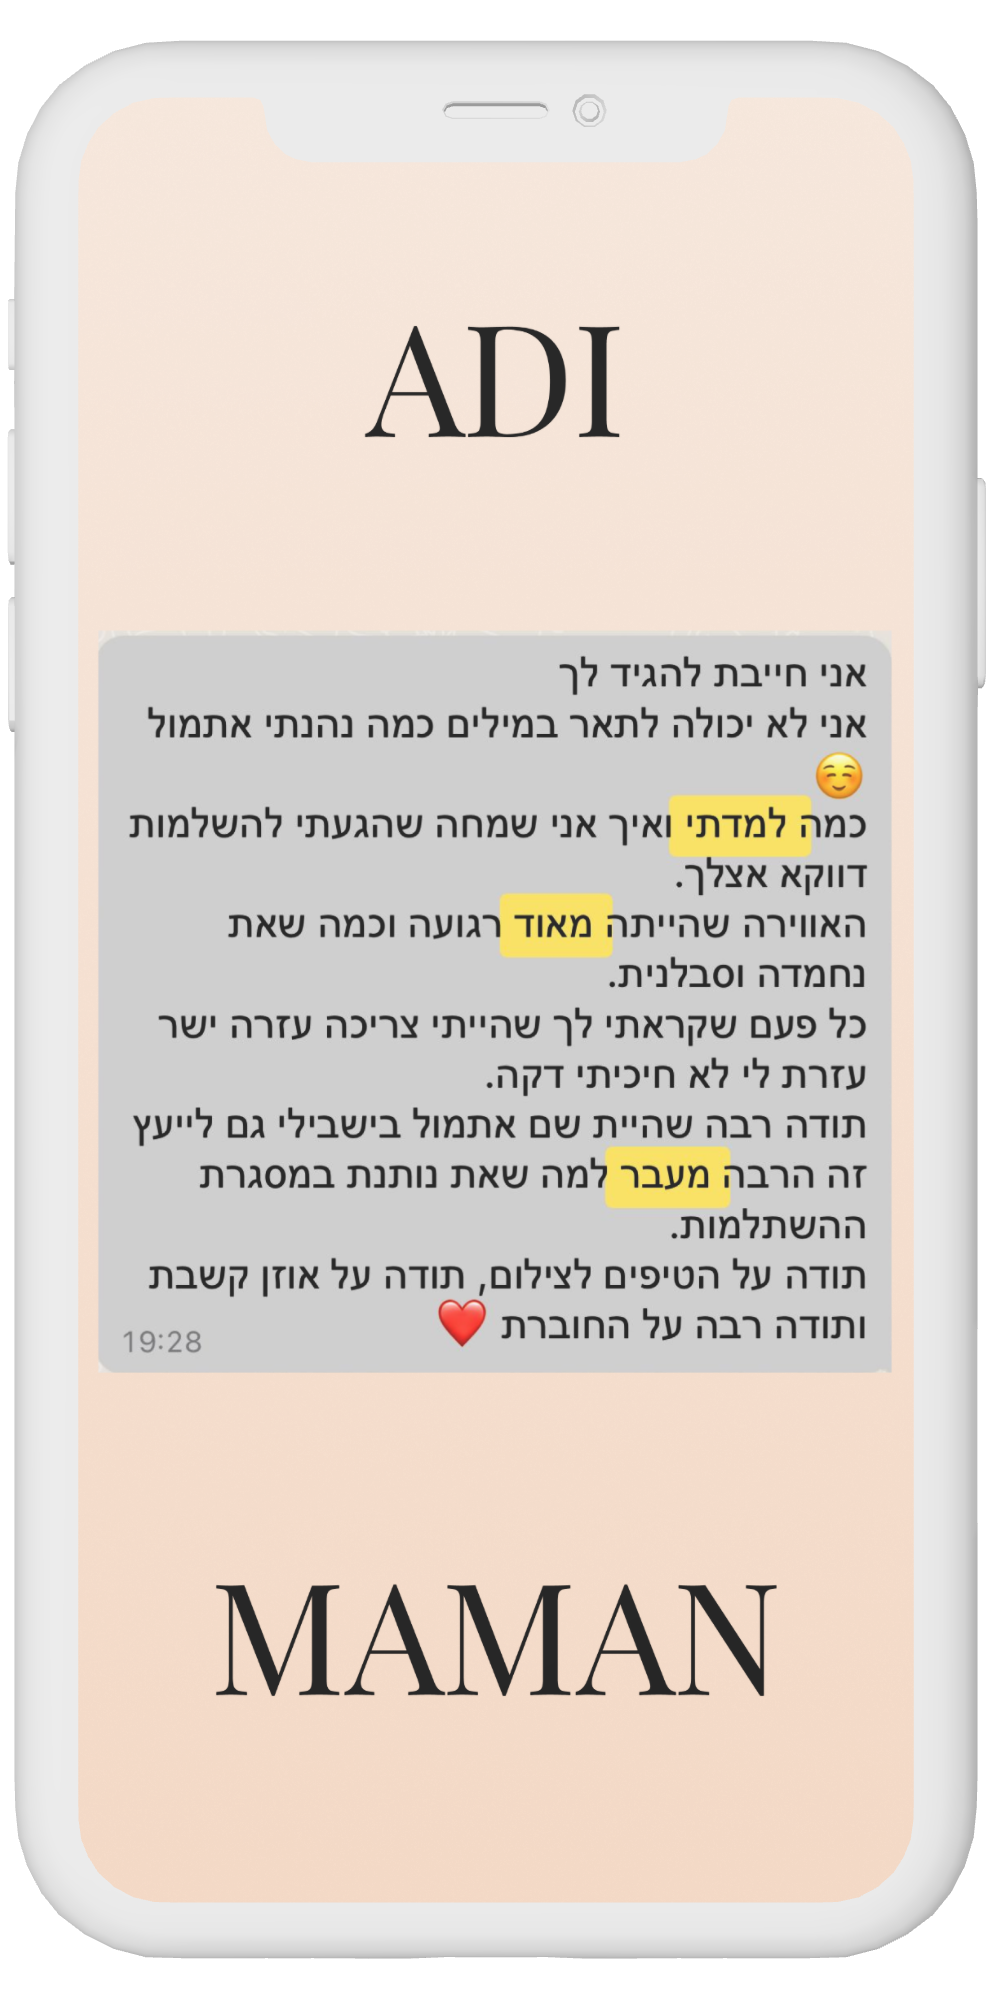 ADI
אני חייבת להגיד לך
אני לא יכולה לתאר במילים כמה נהנתי אתמול
☺️
כמה למדתי ואיך אני שמחה שהגעתי להשלמות
דווקא אצלך.
האווירה שהייתה מאוד רגועה וכמה שאת
נחמדה וסבלנית.
כל פעם שקראתי לך שהייתי צריכה עזרה ישר
עזרת לי לא חיכיתי דקה.
תודה רבה שהיית שם אתמול בישבילי גם לייעץ
זה הרבה מעבר למה שאת נותנת במסגרת
ההשתלמות.
תודה על הטיפים לצילום, תודה על אוזן קשבת
ותודה רבה על החוברת ❤️
19:28
MAMAN